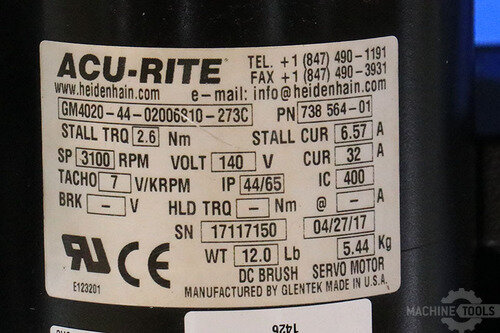 ACU-RITE® TEL. +1 (847) 490-1191
FAX +1 (847) 490-3931
www.heidenhain.com e-mail: info@heidenhain.com
GM4020-44-02006810-273C PN 738 564-01
STALL TRQ 2.6 Nm STALL CUR 6.57 A
SP 3100 RPM VOLT 140 V CUR 32 A
TACHO 7 V/KRPM IP 44/65 IC 400
BRK – V HLD TRQ – Nm @ – A
SN 17117150 04/27/17
WT 12.0 Lb 5.44 Kg
DC BRUSH SERVO MOTOR
MANUFACTURED BY GLENTEK MADE IN U.S.A.
RU CE
E123201
1426
MACHINE TOOLS